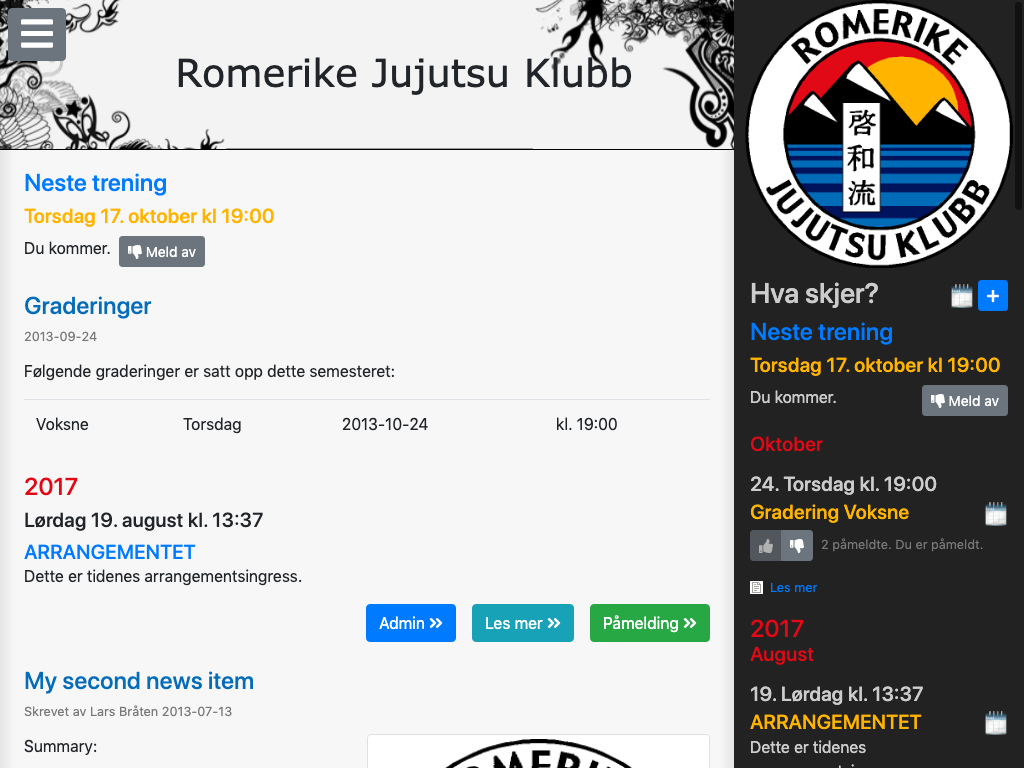 Romerike Jujutsu Klubb
Neste trening
Torsdag 17. oktober kl 19:00
Du kommer. Meld av
Graderinger
2013-09-24
Følgende graderinger er satt opp dette semesteret:
Voksne Torsdag 2013-10-24 kl. 19:00
2017
Lørdag 19. august kl. 13:37
ARRANGEMENTET
Dette er tidenes arrangementsingress.
Admin Les mer Påmelding
My second news item
Skrevet av Lars Bråten 2013-07-13
Summary:
ROMERIKE
ROMERIKE
啓和流
JUJUTSU KLUBB
Hva skjer?
Neste trening
Torsdag 17. oktober kl 19:00
Du kommer. Meld av
Oktober
24. Torsdag kl. 19:00
Gradering Voksne
2 påmeldte. Du er påmeldt.
Les mer
2017
August
19. Lørdag kl. 13:37
ARRANGEMENTET
Dette er tidenes